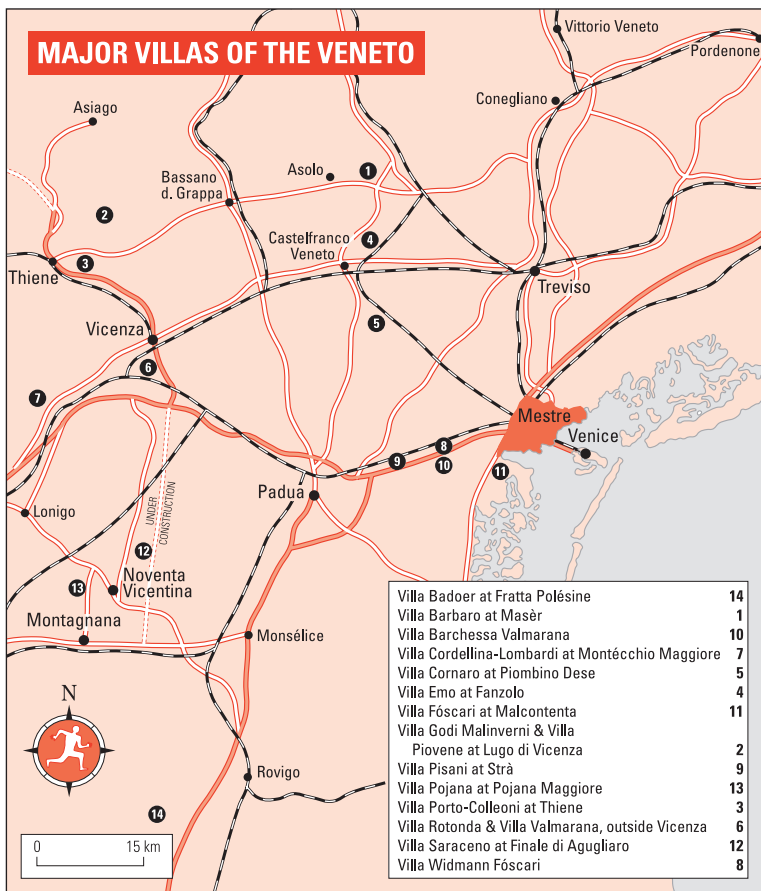 MAJOR VILLAS OF THE VENETO
Vittorio Veneto
Pordenone
Asiago
Conegliano
Asolo
1
Bassano
d. Grappa
2
Castelfranco
Veneto
4
3
Thiene
Treviso
5
Vicenza
6
7
Mestre
Venice
8
9
10
11
Padua
Lonigo
UNDER
CONSTRUCTION
12
Noventa
Vicentina
13
Montagnana
Monsélice
N
Rovigo
14
0 15 km
Villa Badoer at Fratta Polésine 14
Villa Barbaro at Masèr 1
Villa Barchessa Valmarana 10
Villa Cordellina-Lombardi at Montécchio Maggiore 7
Villa Cornaro at Piombino Dese 5
Villa Emo at Fanzolo 4
Villa Fóscari at Malcontenta 11
Villa Godi Malinverni & Villa
Piovene at Lugo di Vicenza 2
Villa Pisani at Strà 9
Villa Pojana at Pojana Maggiore 13
Villa Porto-Colleoni at Thiene 3
Villa Rotonda & Villa Valmarana, outside Vicenza 6
Villa Saraceno at Finale di Agugliaro 12
Villa Widmann Fóscari 8